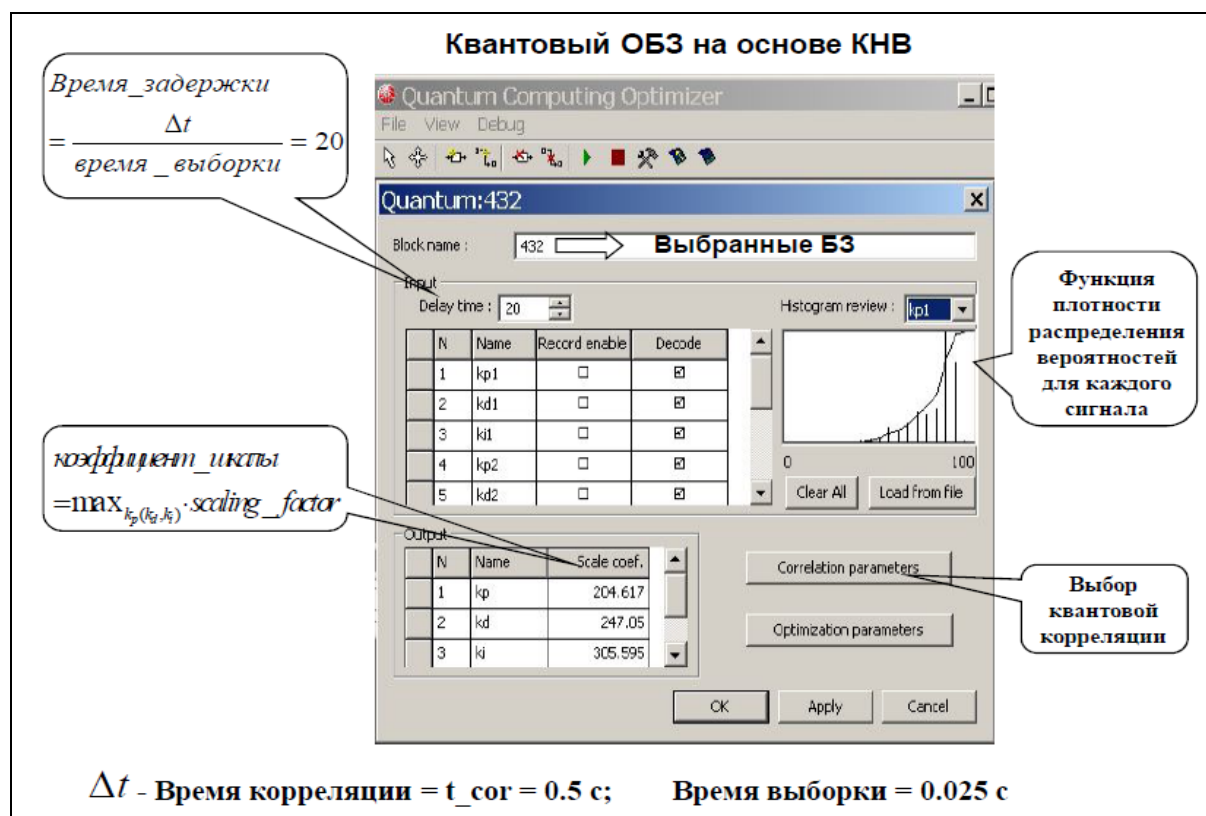 Квантовый ОБЗ на основе КНВ
Время_задержки
= Δt / время_выборки = 20
Quantum Computing Optimizer
File View Debug
Quantum:432
Block name : 432 Выбранные БЗ
Input
Delay time : 20
Histogram review : kp1
N Name Record enable Decode
1 kp1
2 kd1
3 ki1
4 kp2
5 kd2
0 100
Clear All Load from file
Функция
плотности
распределения
вероятностей
для каждого
сигнала
коэффициент_шкалы
=max kp(kd,ki) · scaling_factor
Output
N Name Scale coef.
1 kp 204.617
2 kd 247.05
3 ki 305.595
Correlation parameters
Optimization parameters
Выбор
квантовой
корреляции
OK Apply Cancel
Δt - Время корреляции = t_cor = 0.5 с; Время выборки = 0.025 с